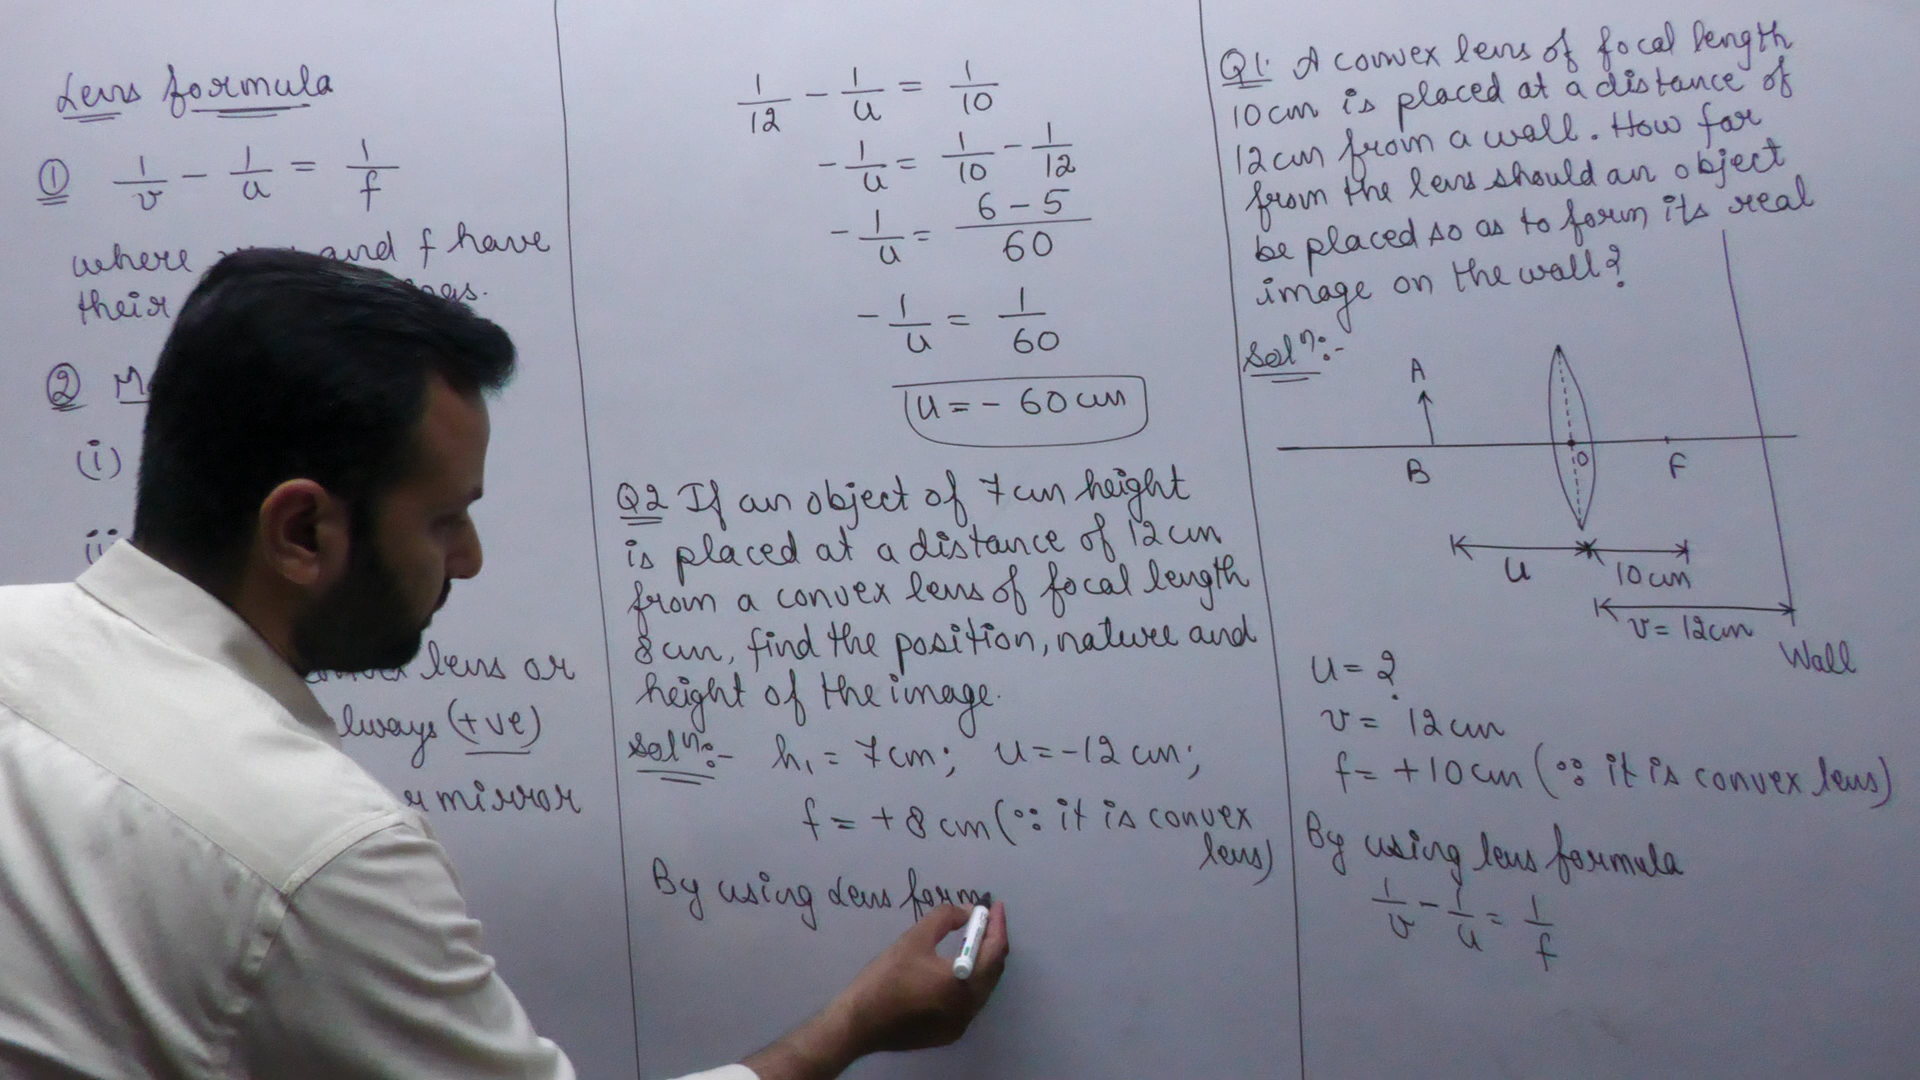 Lens formula
① 1/v - 1/u = 1/f
where and f have
their
②
(i)
lens or
always (+ve)
mirror
1/12 - 1/u = 1/10
-1/u = 1/10 - 1/12
-1/u = 6-5/60
-1/u = 1/60
u = - 60 cm
Q2 If an object of 7 cm height
is placed at a distance of 12 cm
from a convex lens of focal length
8 cm, find the position, nature and
height of the image.
Solⁿ:- h₁ = 7 cm; u = -12 cm;
f = +8 cm (∵ it is convex
lens)
By using Lens form
Q1. A convex lens of focal length
10 cm is placed at a distance of
12 cm from a wall. How far
from the lens should an object
be placed so as to form its real
image on the wall?
Solⁿ:-
A
B
O
F
u
10 cm
v = 12 cm
Wall
u = ?
v = 12 cm
f = +10 cm (∵ it is convex lens)
By using lens formula
1/v - 1/u = 1/f